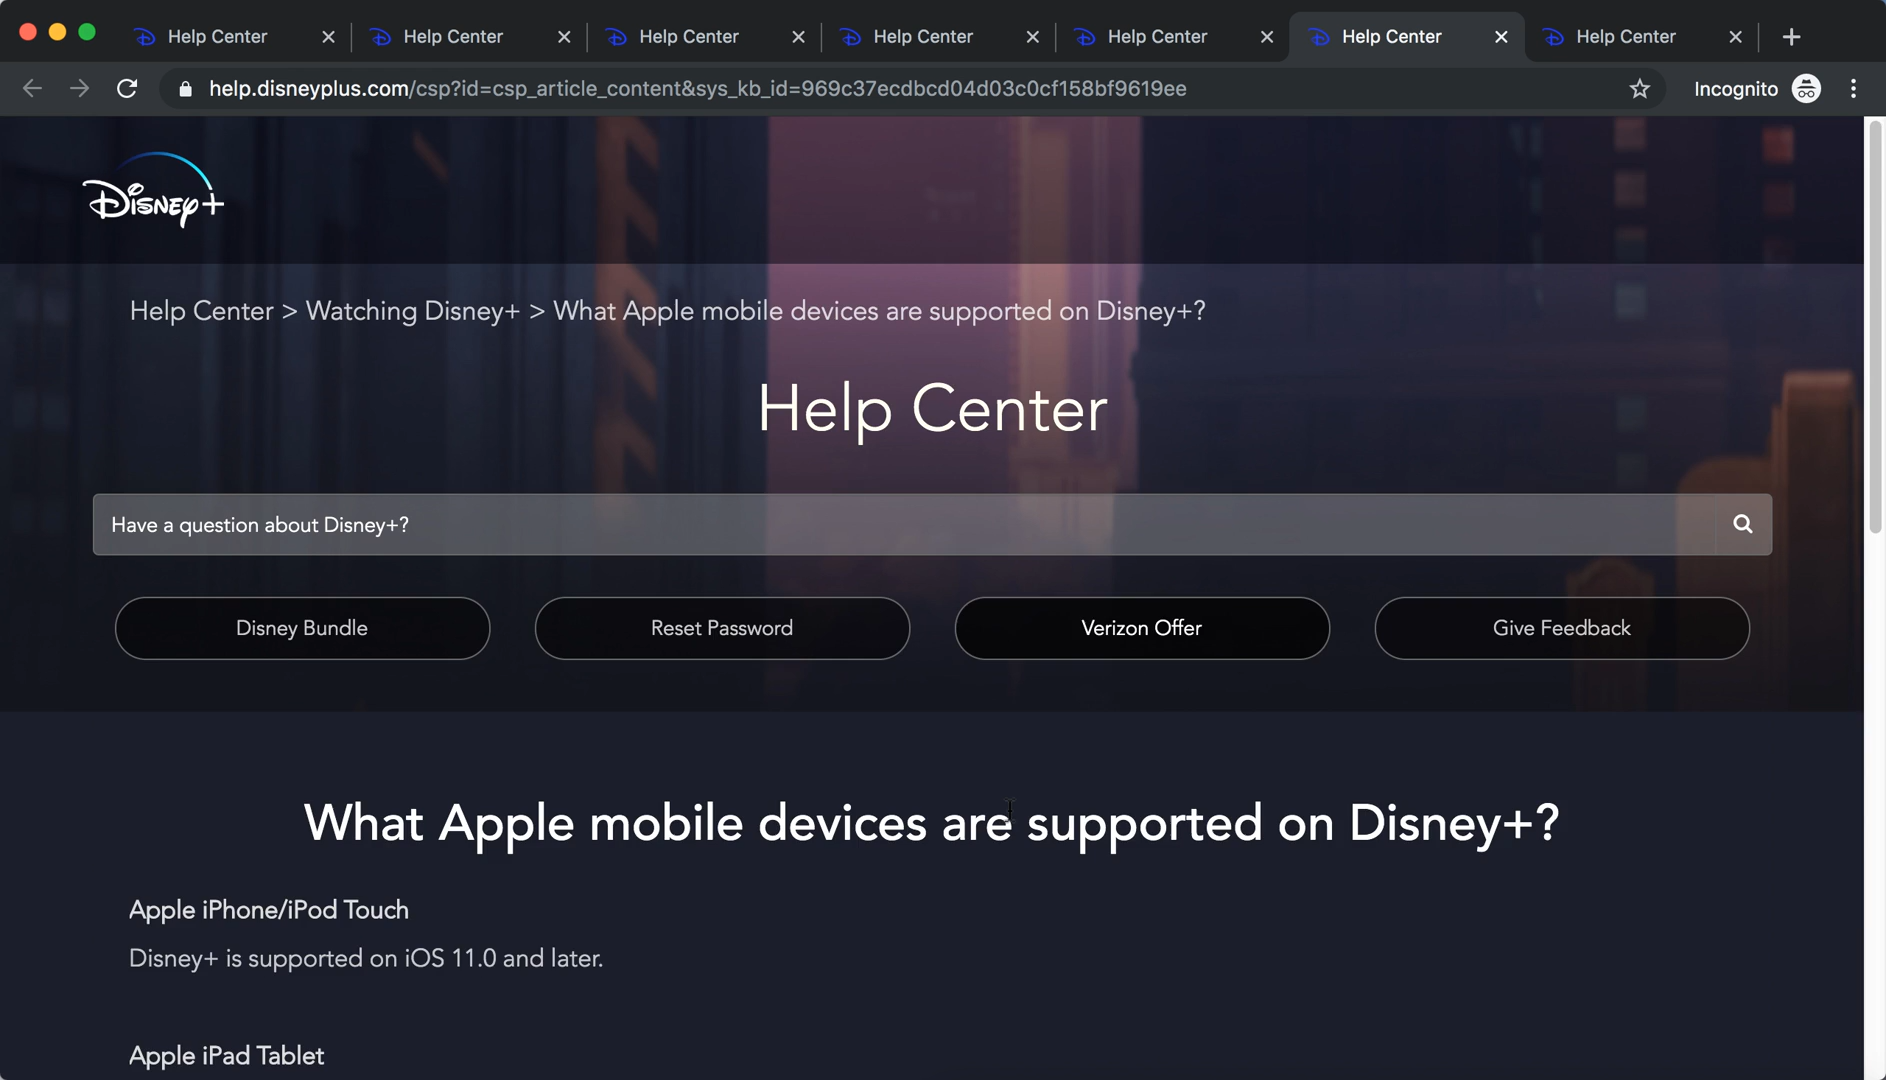 Help Center
Help Center
Help Center
Help Center
Help Center
Help Center
Help Center
help.disneyplus.com/csp?id=csp_article_content&sys_kb_id=969c37ecdbcd04d03c0cf158bf9619ee
Incognito
Disney+
Help Center > Watching Disney+ > What Apple mobile devices are supported on Disney+?
Help Center
Have a question about Disney+?
Disney Bundle
Reset Password
Verizon Offer
Give Feedback
What Apple mobile devices are supported on Disney+?
Apple iPhone/iPod Touch
Disney+ is supported on iOS 11.0 and later.
Apple iPad Tablet